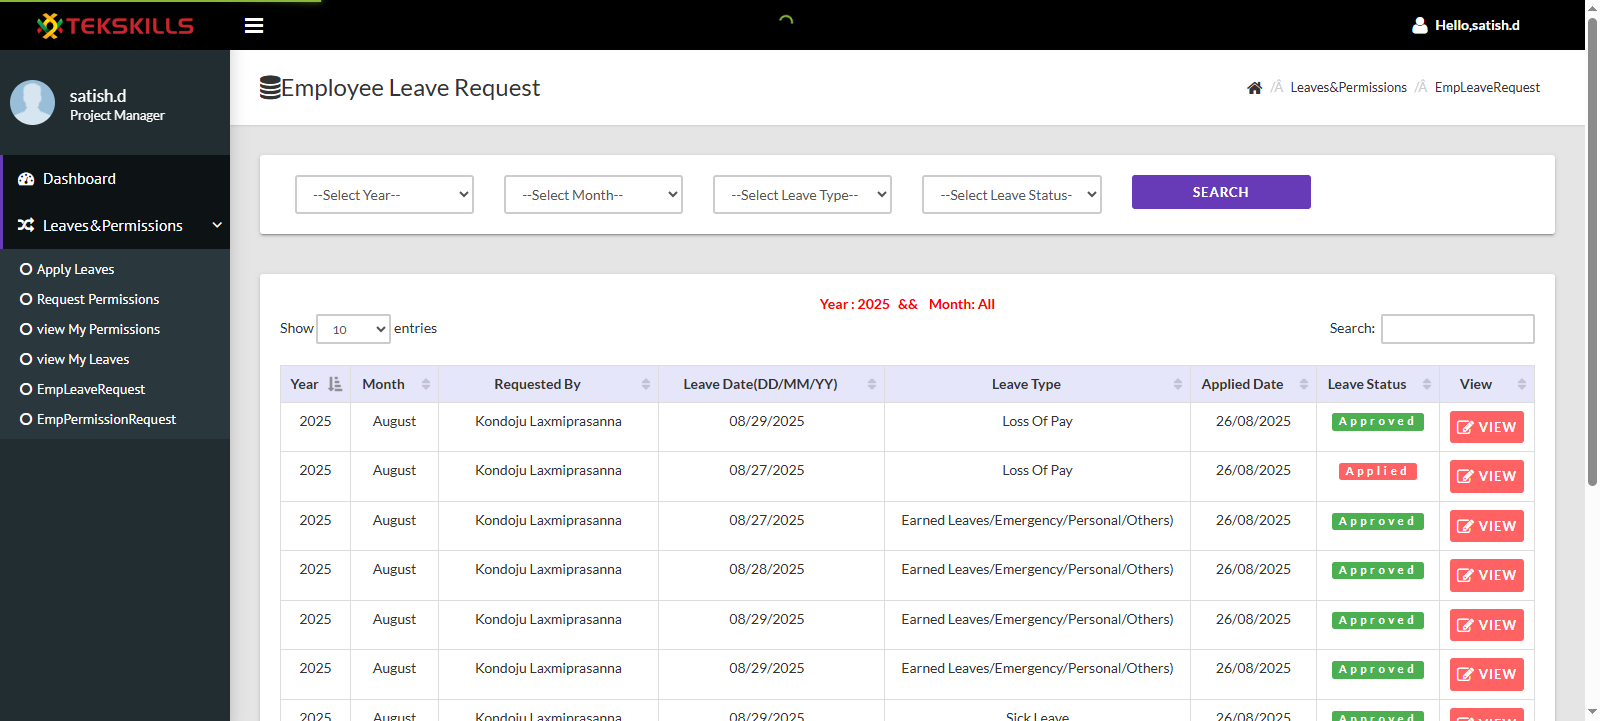 TEKSKILLS
Hello,satish.d
satish.d
Project Manager
Dashboard
Leaves&Permissions
Apply Leaves
Request Permissions
view My Permissions
view My Leaves
EmpLeaveRequest
EmpPermissionRequest
Employee Leave Request
/Â Leaves&Permissions /Â EmpLeaveRequest
--Select Year-- --Select Month-- --Select Leave Type-- --Select Leave Status- SEARCH
Year : 2025 && Month: All
Show 10 entries Search:
Year Month Requested By Leave Date(DD/MM/YY) Leave Type Applied Date Leave Status View
2025 August Kondoju Laxmiprasanna 08/29/2025 Loss Of Pay 26/08/2025 Approved VIEW
2025 August Kondoju Laxmiprasanna 08/27/2025 Loss Of Pay 26/08/2025 Applied VIEW
2025 August Kondoju Laxmiprasanna 08/27/2025 Earned Leaves/Emergency/Personal/Others) 26/08/2025 Approved VIEW
2025 August Kondoju Laxmiprasanna 08/28/2025 Earned Leaves/Emergency/Personal/Others) 26/08/2025 Approved VIEW
2025 August Kondoju Laxmiprasanna 08/29/2025 Earned Leaves/Emergency/Personal/Others) 26/08/2025 Approved VIEW
2025 August Kondoju Laxmiprasanna 08/29/2025 Earned Leaves/Emergency/Personal/Others) 26/08/2025 Approved VIEW
2025 August Kondoju Laxmiprasanna 08/29/2025 Sick Leave 26/08/2025 Approved VIEW